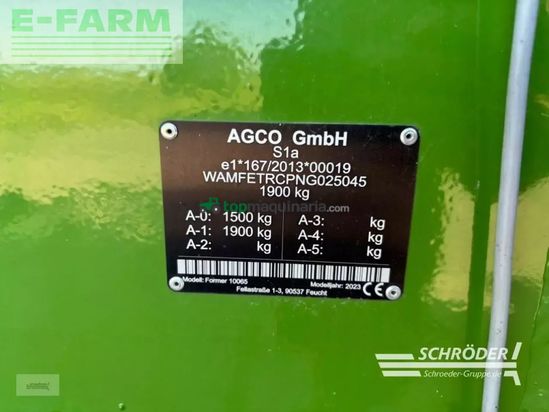 E-FARM
AGCO GmbH
S1a
e1*167/2013*00019
WAMFETRCPNG025045
1900 kg
topmaquinaria.com
A-0: 1500 kg A-3: kg
A-1: 1900 kg A-4: kg
A-2: kg A-5: kg
Modell: Former 10065 Modelljahr: 2023 CE
Fellastraße 1-3, 90537 Feucht
SCHRÖDER
Schroeder-Gruppe.de